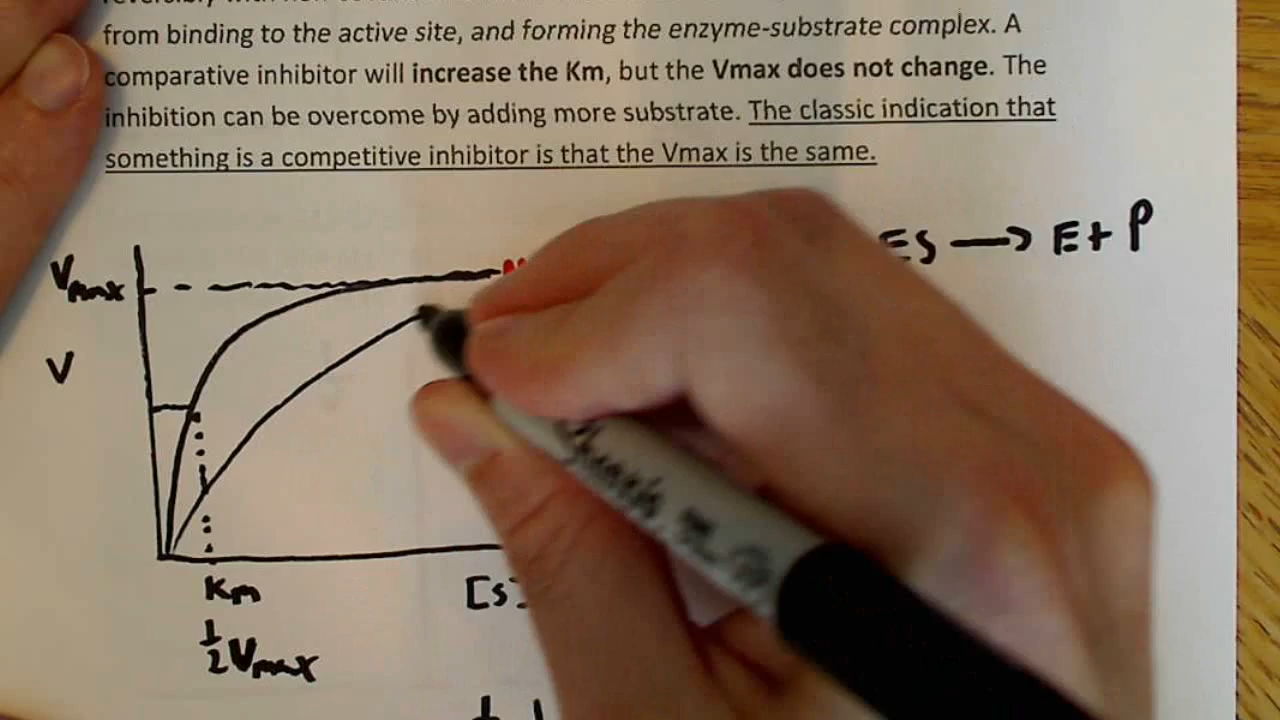 from binding to the active site, and forming the enzyme-substrate complex. A
comparative inhibitor will increase the Km, but the Vmax does not change. The
inhibition can be overcome by adding more substrate. The classic indication that
something is a competitive inhibitor is that the Vmax is the same.
ES → E+ P
Vmax
V
Km
[S]
1/2 Vmax